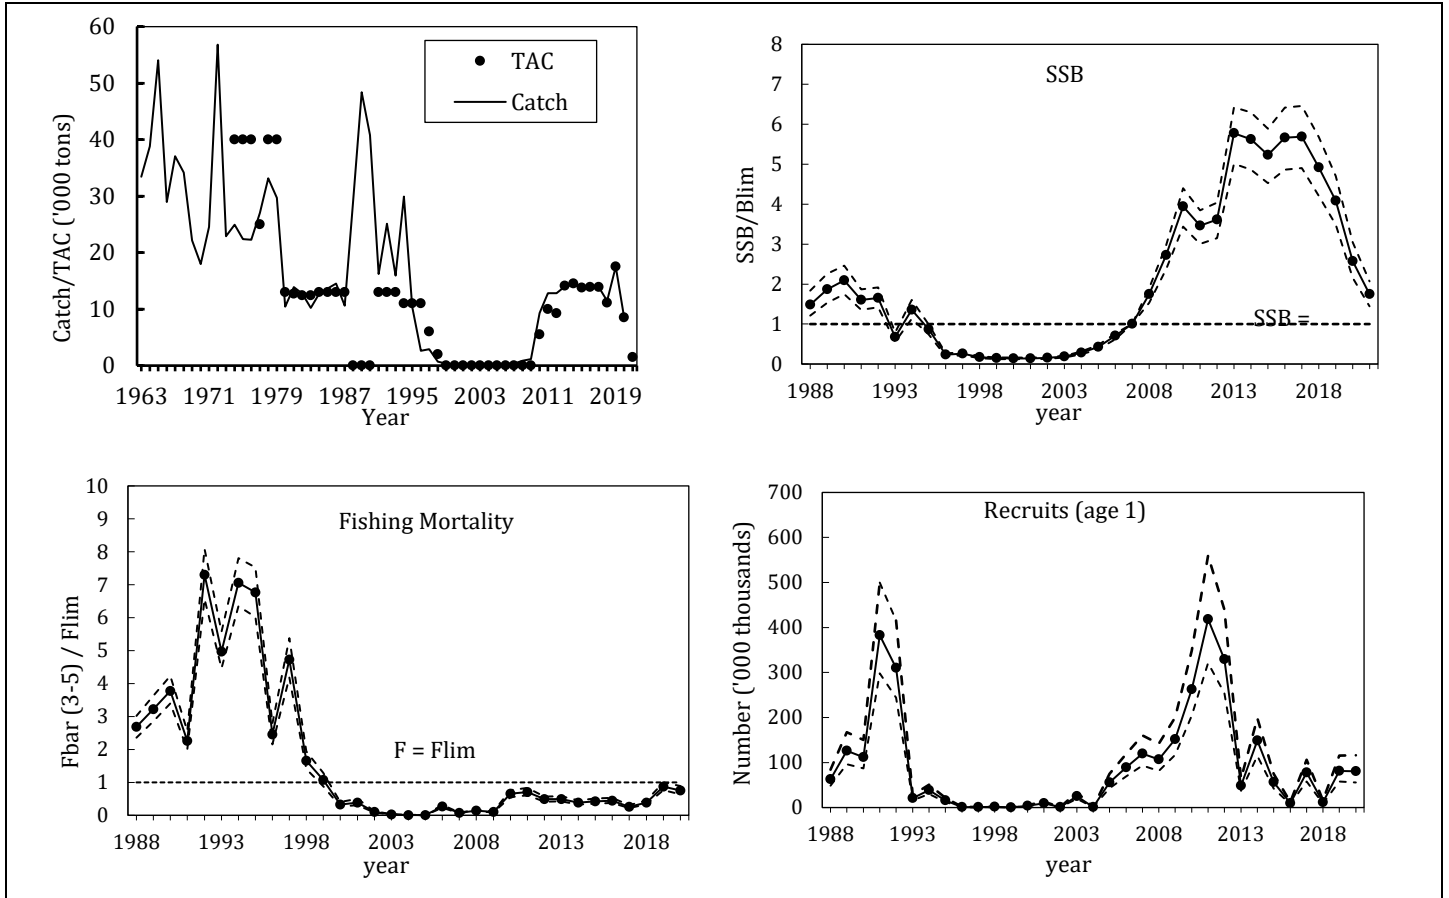 60
50
40
30
20
10
0
Catch/TAC ('000 tons)
TAC
Catch
1963 1971 1979 1987 1995 2003 2011 2019
Year
8
7
6
5
4
3
2
1
0
SSB/Blim
SSB
SSB =
1988 1993 1998 2003 2008 2013 2018
year
10
9
8
7
6
5
4
3
2
1
0
Fbar (3-5) / Flim
Fishing Mortality
F = Flim
1988 1993 1998 2003 2008 2013 2018
year
700
600
500
400
300
200
100
0
Number ('000 thousands)
Recruits (age 1)
1988 1993 1998 2003 2008 2013 2018
year